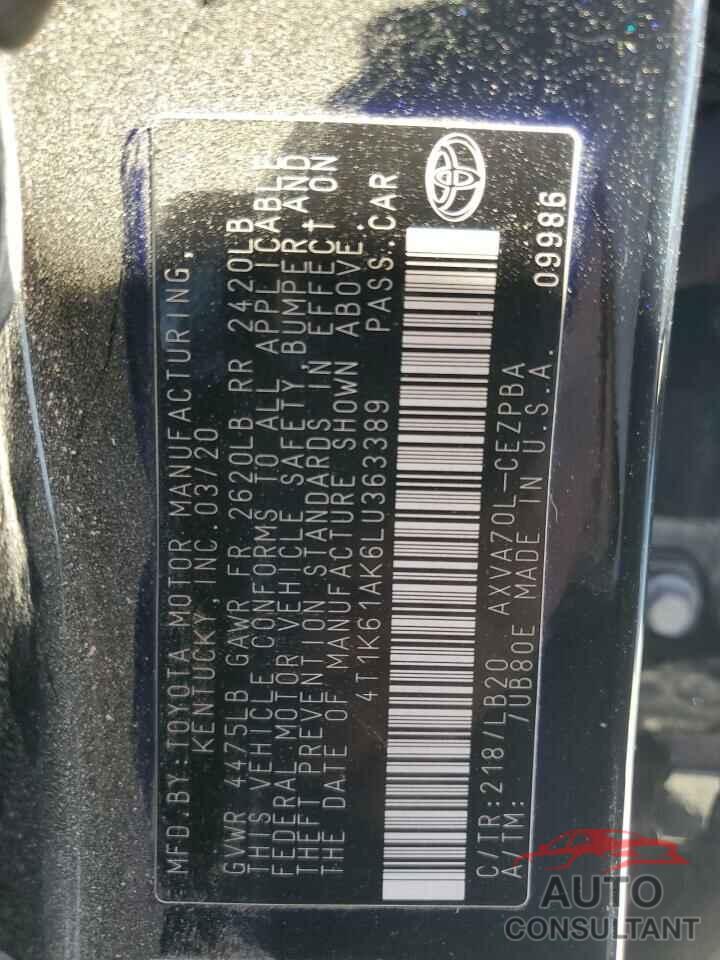 MFD.BY:TOYOTA MOTOR MANUFACTURING,
KENTUCKY,INC.03/20
GVWR 4475LB GAWR FR 2620LB RR 2420LB
THIS VEHICLE CONFORMS TO ALL APPLICABLE
FEDERAL MOTOR VEHICLE SAFETY, BUMPER AND
THEFT PREVENTION STANDARDS IN EFFECT ON
THE DATE OF MANUFACTURE SHOWN ABOVE.
4T1K61AK6LU363389 PASS.CAR
C/TR:218/LB20 AXVA70L-CEZPBA
A/TM: 7UB80E MADE IN U.S.A.
09986
AUTO
CONSULTANT